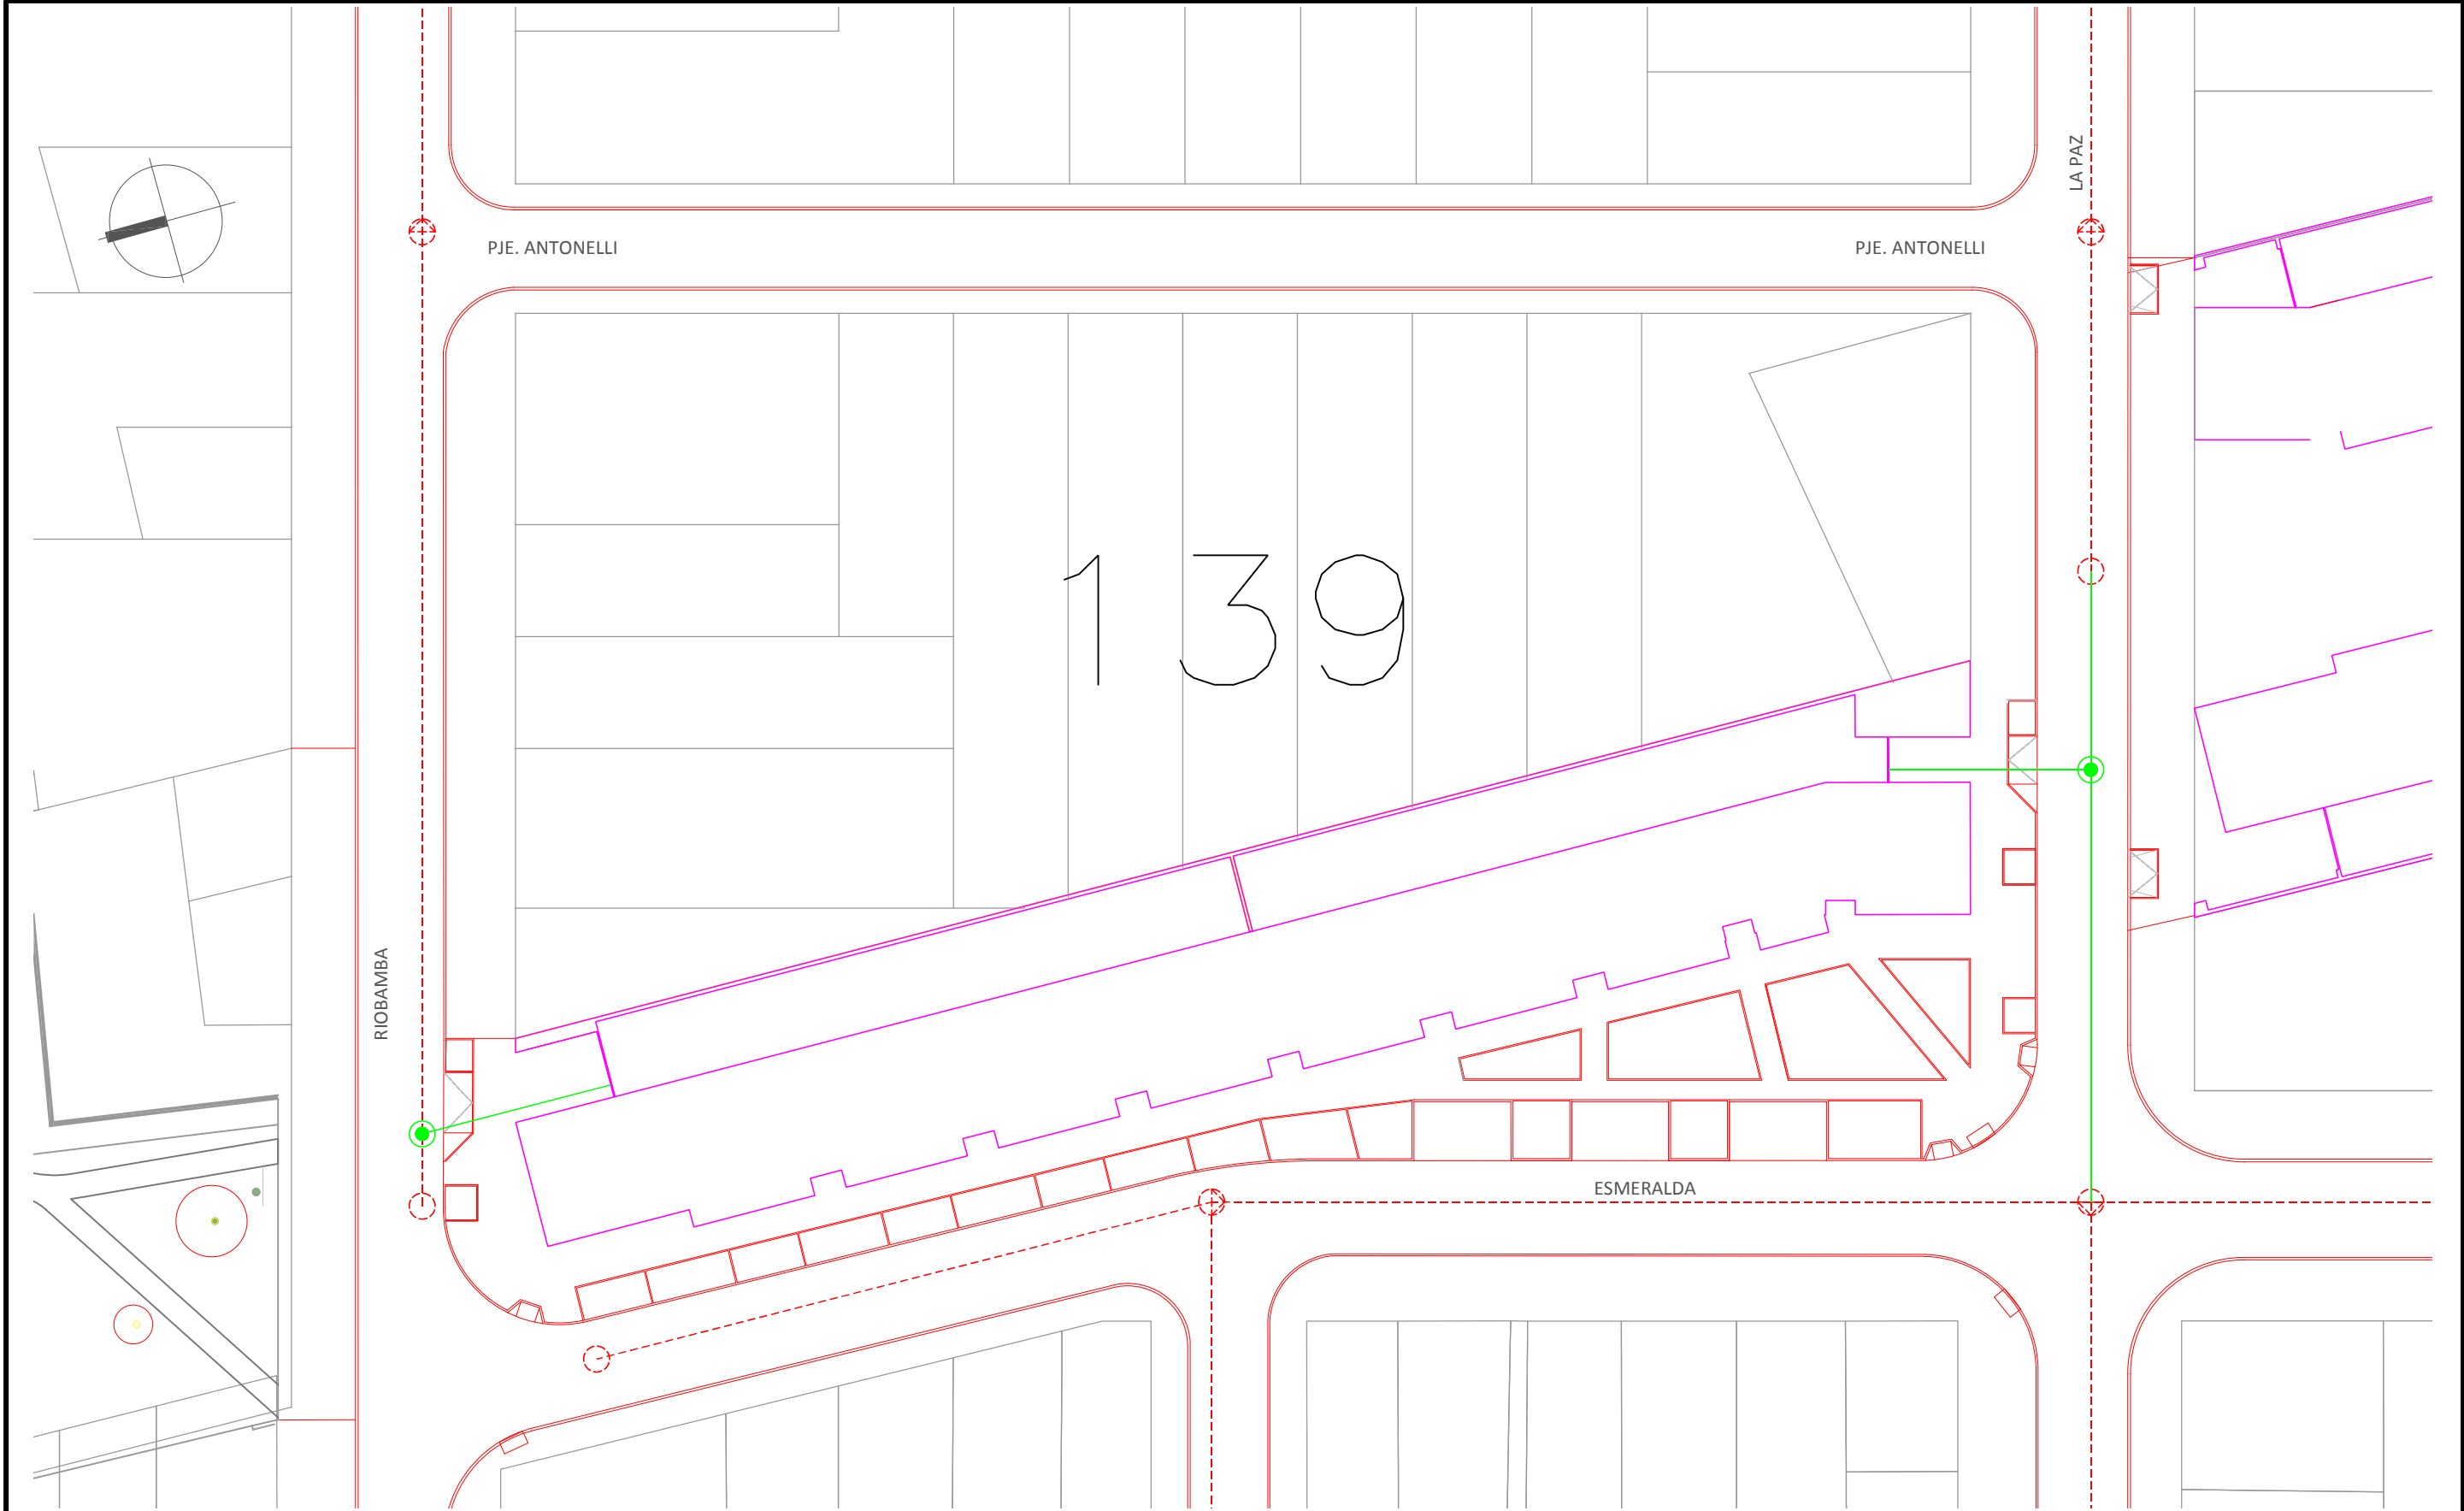 LA PAZ
PJE. ANTONELLI
PJE. ANTONELLI
139
RIOBAMBA
ESMERALDA